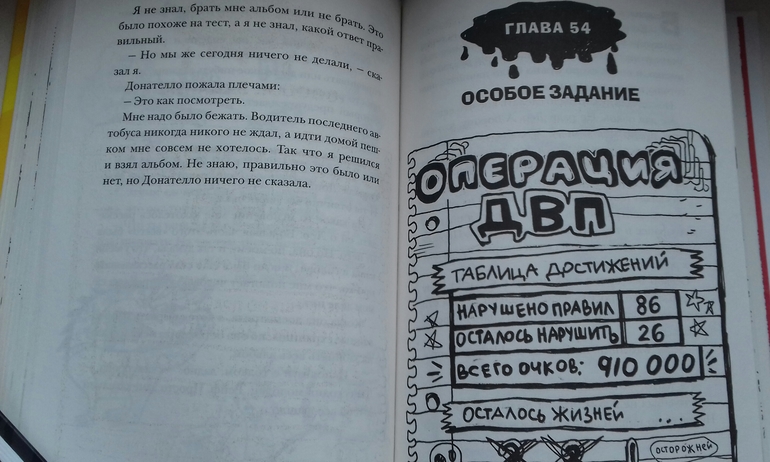 Я не знал, брать мне альбом или не брать. Это
было похоже на тест, а я не знал, какой ответ пра-
вильный.
– Но мы же сегодня ничего не делали, – ска-
зал я.
Донателло пожала плечами:
– Это как посмотреть.
Мне надо было бежать. Водитель последнего ав-
тобуса никогда никого не ждал, а идти домой пеш-
ком мне совсем не хотелось. Так что я решился
и взял альбом. Не знаю, правильно это было или
нет, но Донателло ничего не сказала.
ГЛАВА 54
ОСОБОЕ ЗАДАНИЕ
ОПЕРАЦИЯ
ДВП
ТАБЛИЦА ДОСТИЖЕНИЙ
НАРУШЕНО ПРАВИЛ 86
ОСТАЛОСЬ НАРУШИТЬ 26
ВСЕГО ОЧКОВ: 910 000
ОСТАЛОСЬ ЖИЗНЕЙ ...
ОСТОРОЖНЕЙ